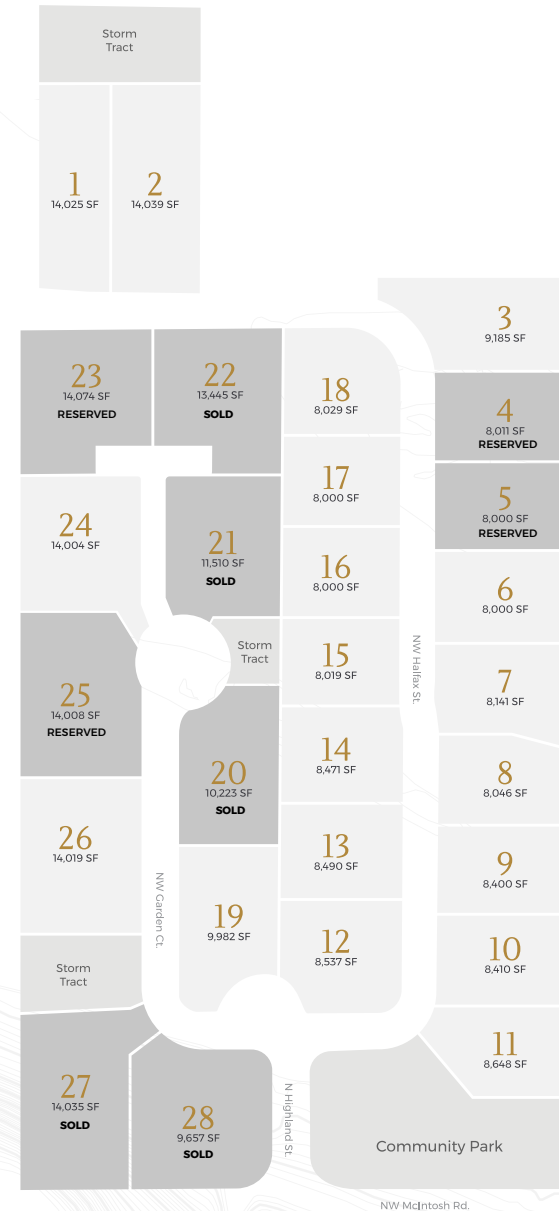 Storm
Tract
1
14,025 SF
2
14,039 SF
3
9,185 SF
23
14,074 SF
RESERVED
22
13,445 SF
SOLD
18
8,029 SF
4
8,011 SF
RESERVED
17
8,000 SF
5
8,000 SF
RESERVED
24
14,004 SF
21
11,510 SF
SOLD
16
8,000 SF
6
8,000 SF
Storm
Tract
15
8,019 SF
NW Halfax St.
7
8,141 SF
25
14,008 SF
RESERVED
20
10,223 SF
SOLD
14
8,471 SF
8
8,046 SF
26
14,019 SF
13
8,490 SF
9
8,400 SF
NW Garden Ct.
19
9,982 SF
12
8,537 SF
10
8,410 SF
Storm
Tract
11
8,648 SF
27
14,035 SF
SOLD
28
9,657 SF
SOLD
N Highland St.
Community Park
NW McIntosh Rd.